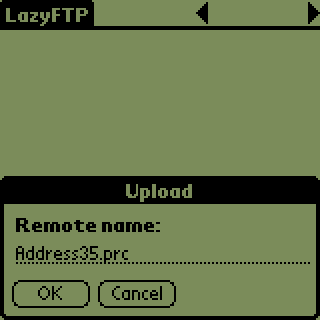 LazyFTP
Upload
Remote name:
Address35.prc
OK Cancel